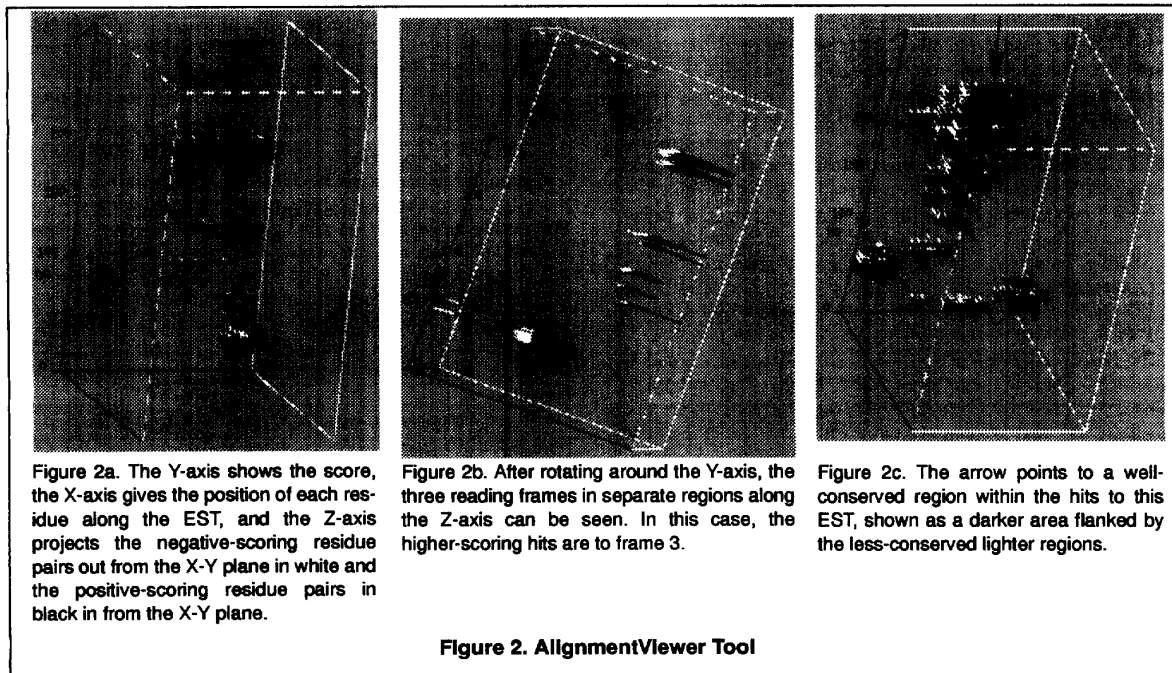 Figure 2a. The Y-axis shows the score,
the X-axis gives the position of each res-
idue along the EST, and the Z-axis
projects the negative-scoring residue
pairs out from the X-Y plane in white and
the positive-scoring residue pairs in
black in from the X-Y plane.
Figure 2b. After rotating around the Y-axis, the
three reading frames in separate regions along
the Z-axis can be seen. In this case, the
higher-scoring hits are to frame 3.
Figure 2c. The arrow points to a well-
conserved region within the hits to this
EST, shown as a darker area flanked by
the less-conserved lighter regions.
Figure 2. AlignmentViewer Tool